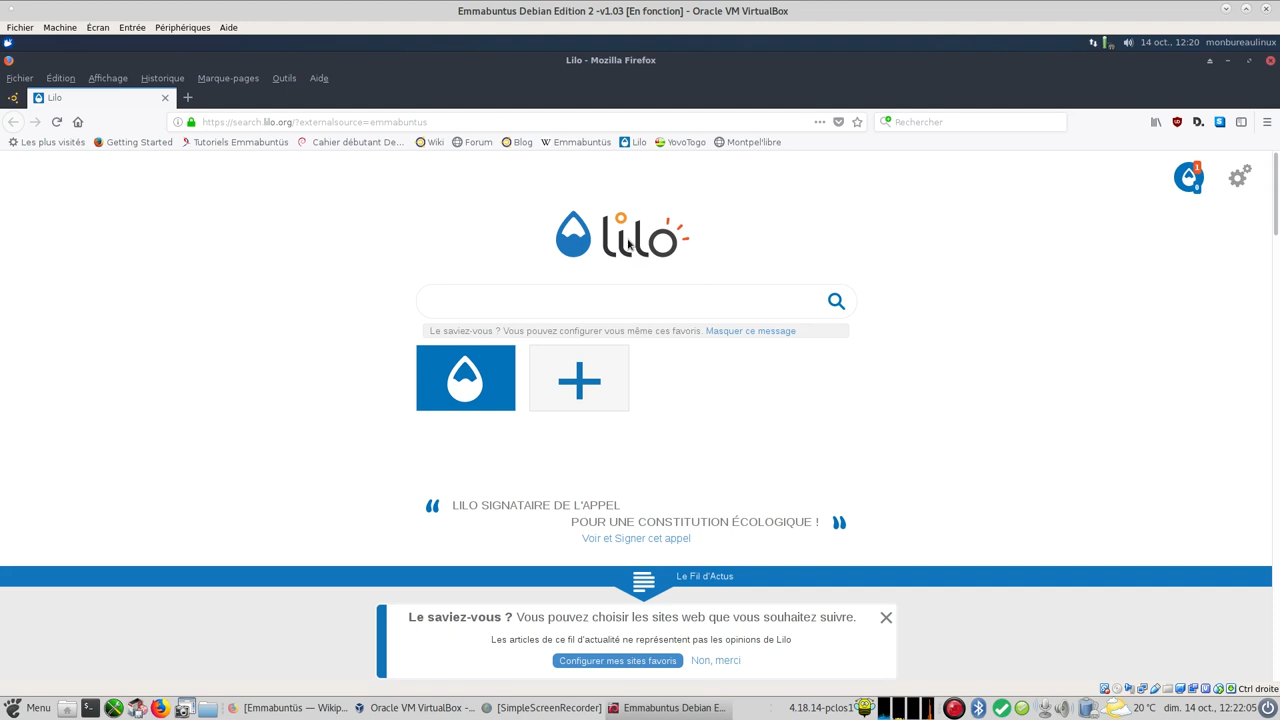 Emmabuntus Debian Edition 2 -v1.03 [En fonction] - Oracle VM VirtualBox
Fichier Machine Écran Entrée Périphériques Aide
14 oct., 12:20 monbureaulinux
Lilo - Mozilla Firefox
Fichier Édition Affichage Historique Marque-pages Outils Aide
Lilo
https://search.lilo.org/?externalsource=emmabuntus
Rechercher
Les plus visités Getting Started Tutoriels Emmabuntüs Cahier débutant De... Wiki Forum Blog Emmabuntüs Lilo YovoTogo Montpel'libre
1
0
lilo
Le saviez-vous ? Vous pouvez configurer vous même ces favoris. Masquer ce message
LILO SIGNATAIRE DE L'APPEL
POUR UNE CONSTITUTION ÉCOLOGIQUE !
Voir et Signer cet appel
Le Fil d'Actus
Le saviez-vous ? Vous pouvez choisir les sites web que vous souhaitez suivre.
Les articles de ce fil d'actualité ne représentent pas les opinions de Lilo
Configurer mes sites favoris Non, merci
Ctrl droite
Menu [Emmabuntüs — Wikip... Oracle VM VirtualBox -... [SimpleScreenRecorder] Emmabuntus Debian E... 4.18.14-pclos1 20 °C dim. 14 oct., 12:22:05